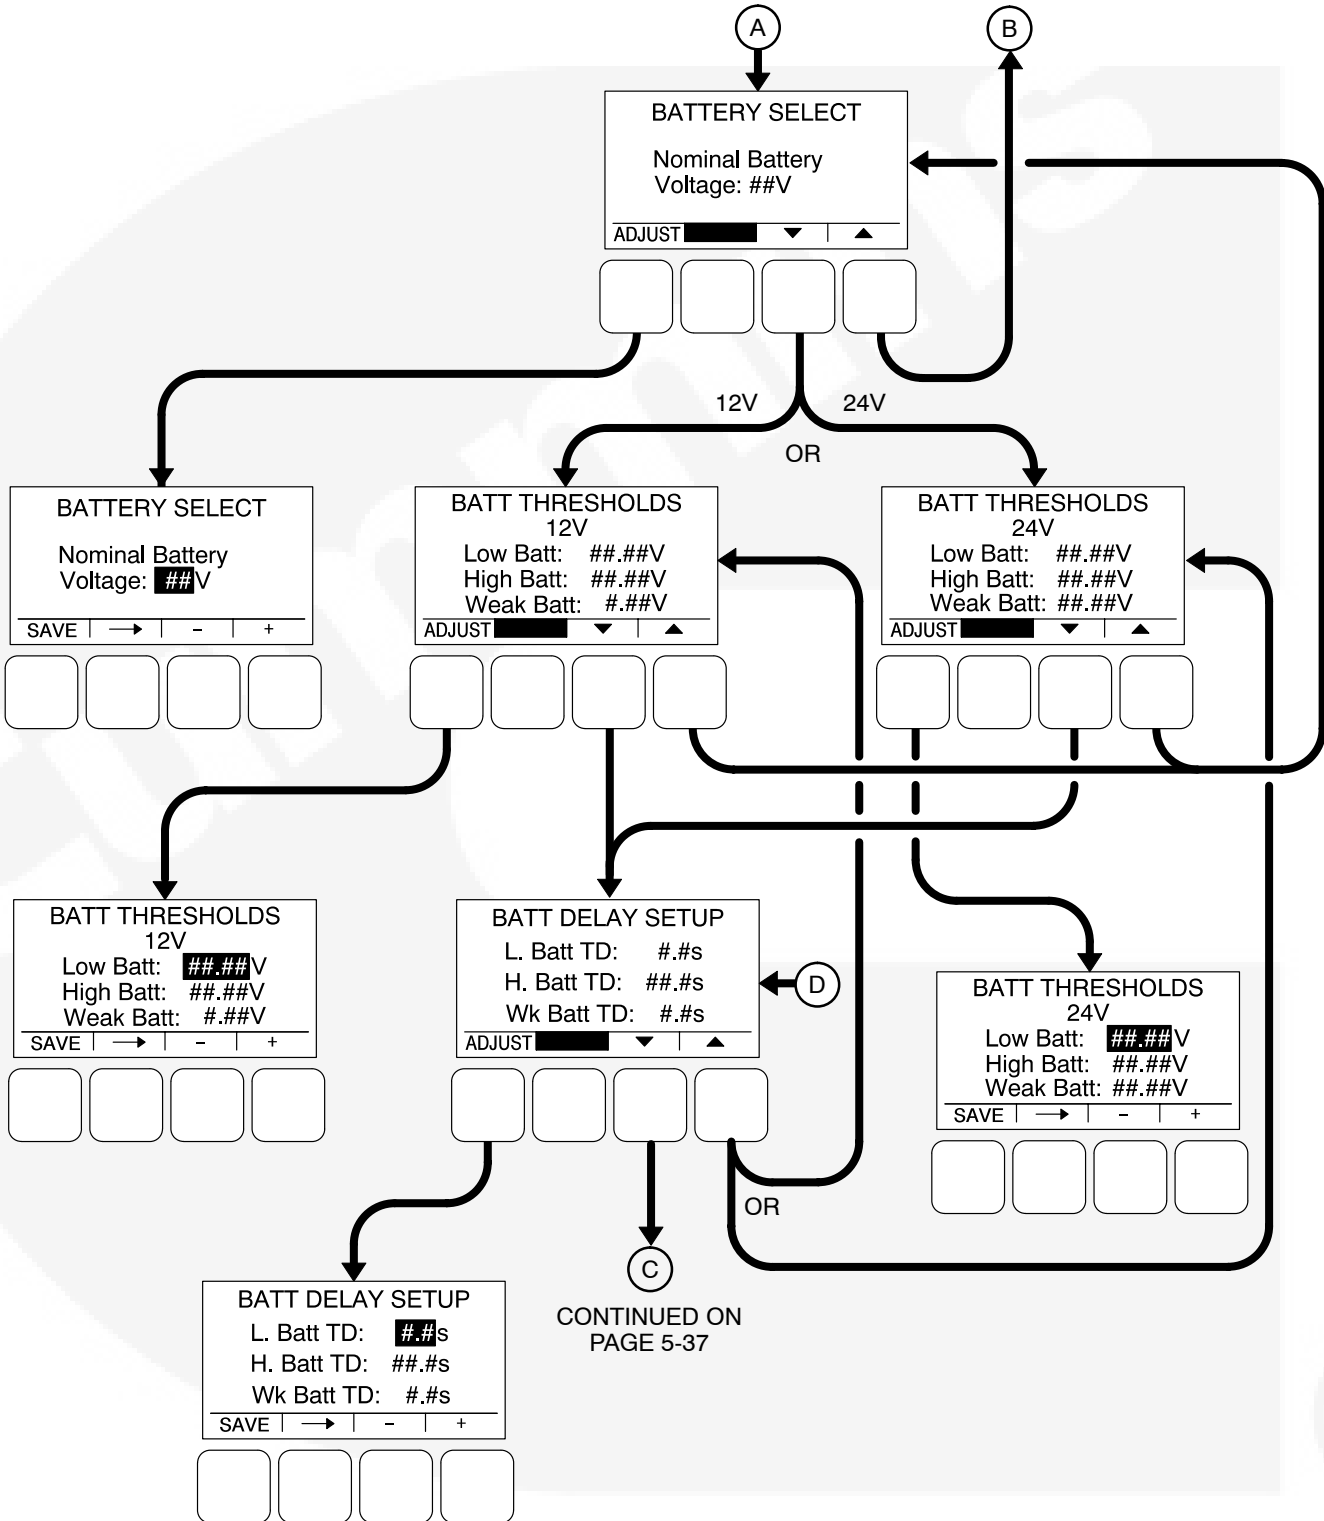 A
B
BATTERY SELECT
Nominal Battery
Voltage: ##V
ADJUST
12V
24V
OR
BATTERY SELECT
Nominal Battery
Voltage: ##V
SAVE → - +
BATT THRESHOLDS
12V
Low Batt: ##.##V
High Batt: ##.##V
Weak Batt: #.##V
ADJUST
BATT THRESHOLDS
24V
Low Batt: ##.##V
High Batt: ##.##V
Weak Batt: ##.##V
ADJUST
BATT THRESHOLDS
12V
Low Batt: ##.##V
High Batt: ##.##V
Weak Batt: #.##V
SAVE → - +
BATT DELAY SETUP
L. Batt TD: #.#s
H. Batt TD: ##.#s
Wk Batt TD: #.#s
ADJUST
D
BATT THRESHOLDS
24V
Low Batt: ##.##V
High Batt: ##.##V
Weak Batt: ##.##V
SAVE → - +
OR
C
CONTINUED ON
PAGE 5-37
BATT DELAY SETUP
L. Batt TD: #.#s
H. Batt TD: ##.#s
Wk Batt TD: #.#s
SAVE → - +